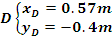 D { x_D = 0.57m
y_D = −0.4m